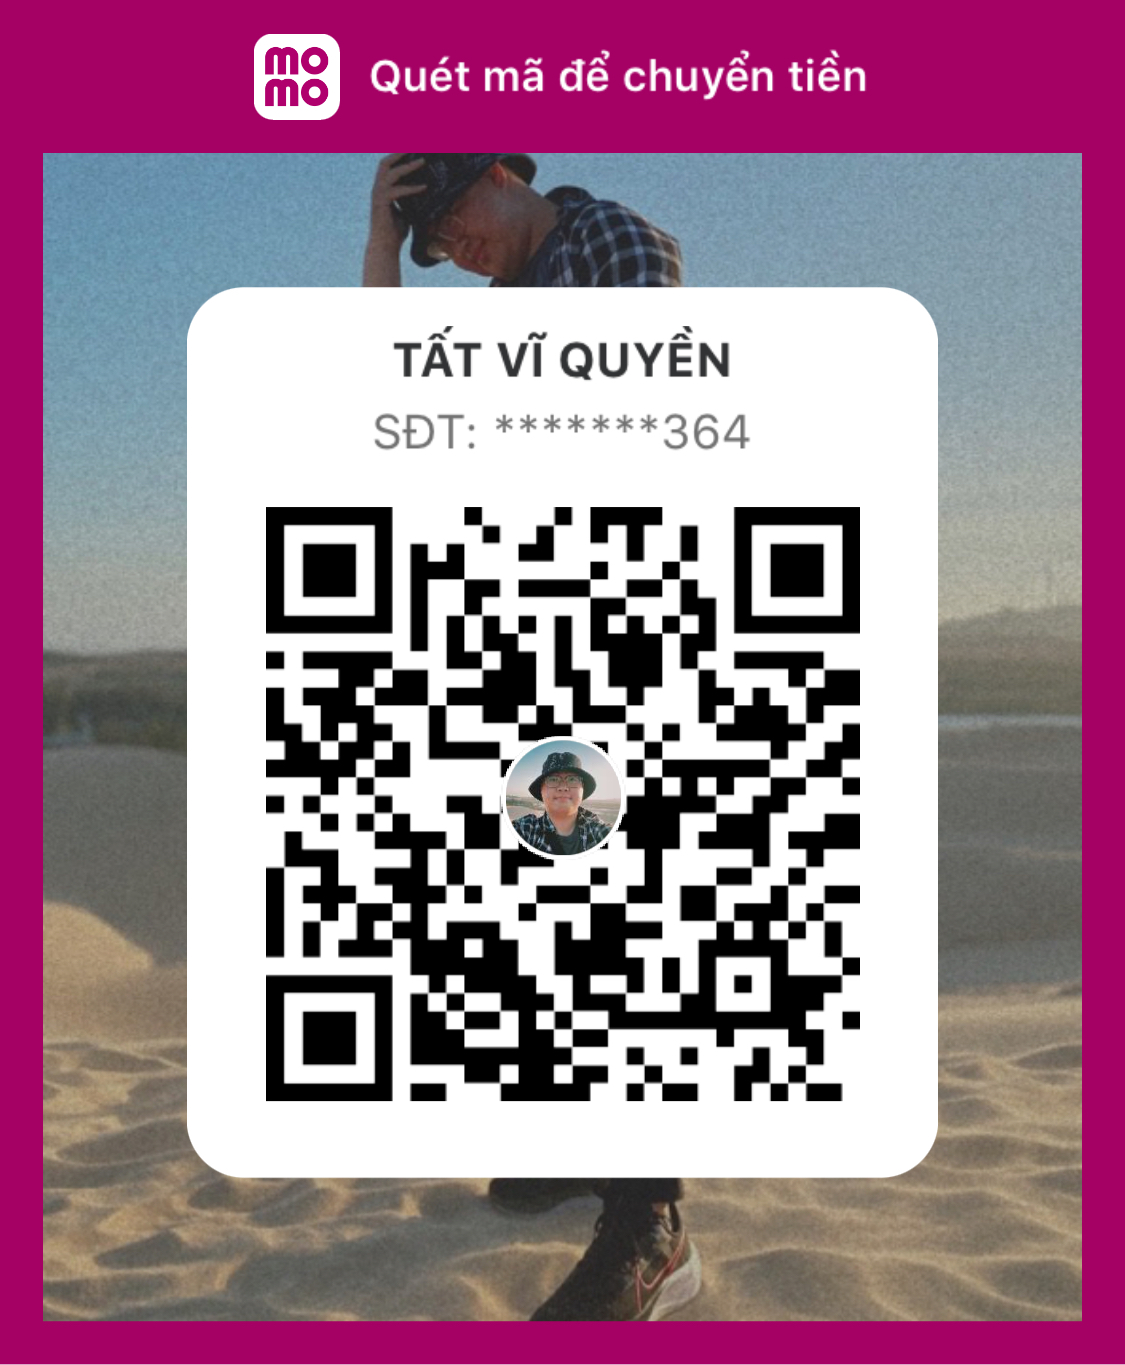 momo
Quét mã để chuyển tiền
TẤT VĨ QUYỀN
SĐT: *******364